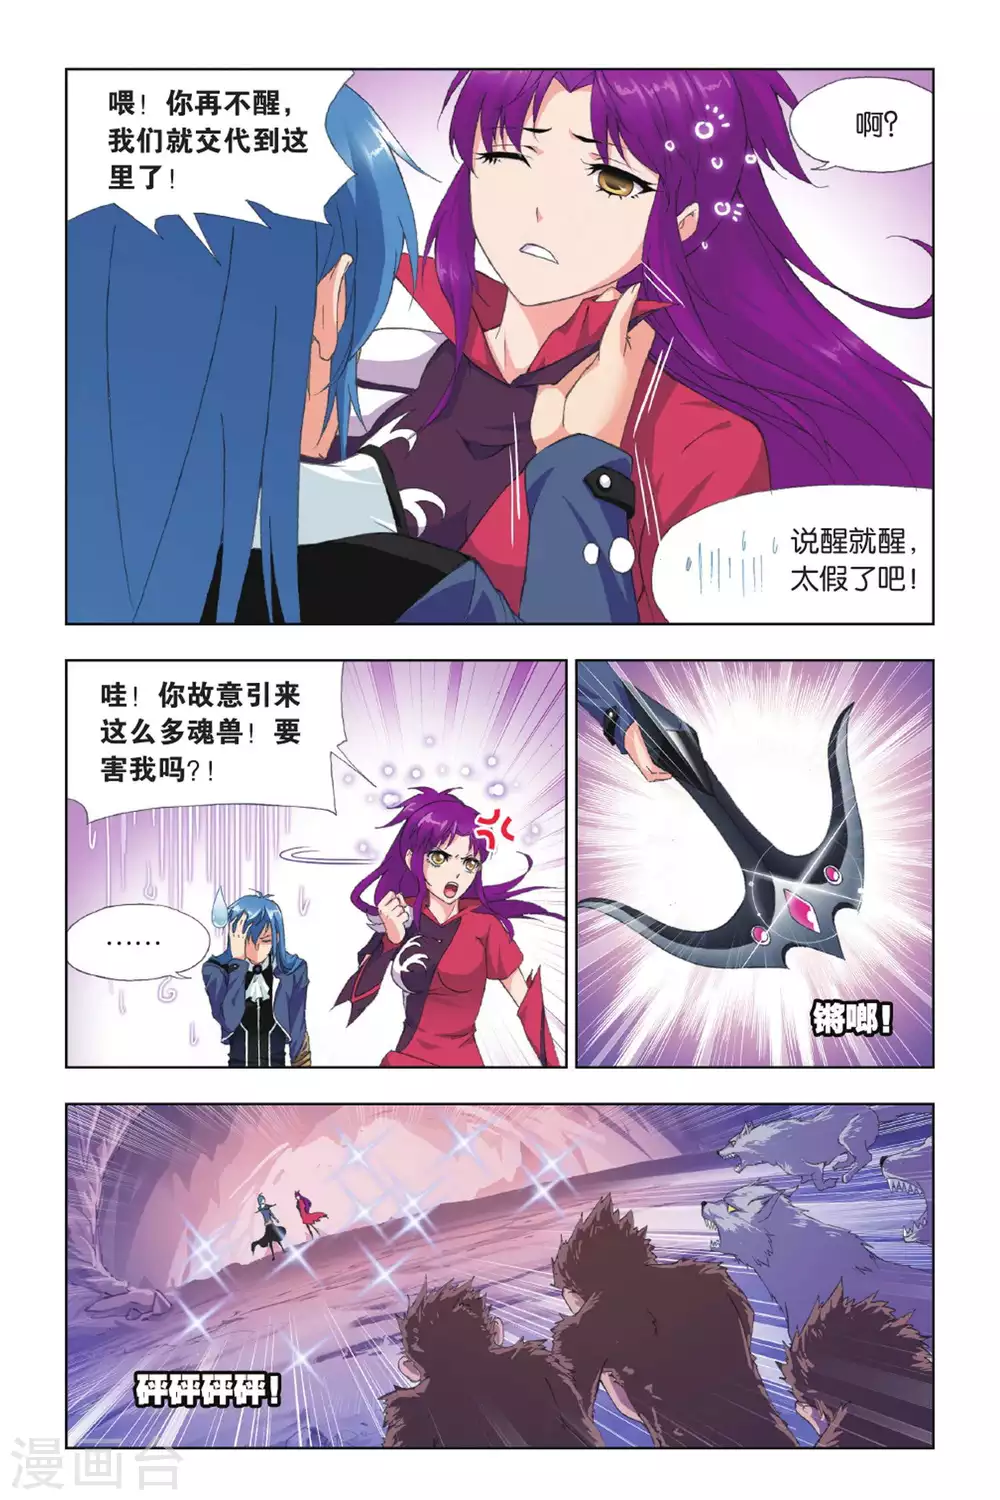 喂！你再不醒，
我们就交代到这
里了！
啊？
说醒就醒，
太假了吧！
哇！你故意引来
这么多魂兽！要
害我吗？！
……
锵啷！
砰砰砰砰！
漫画台